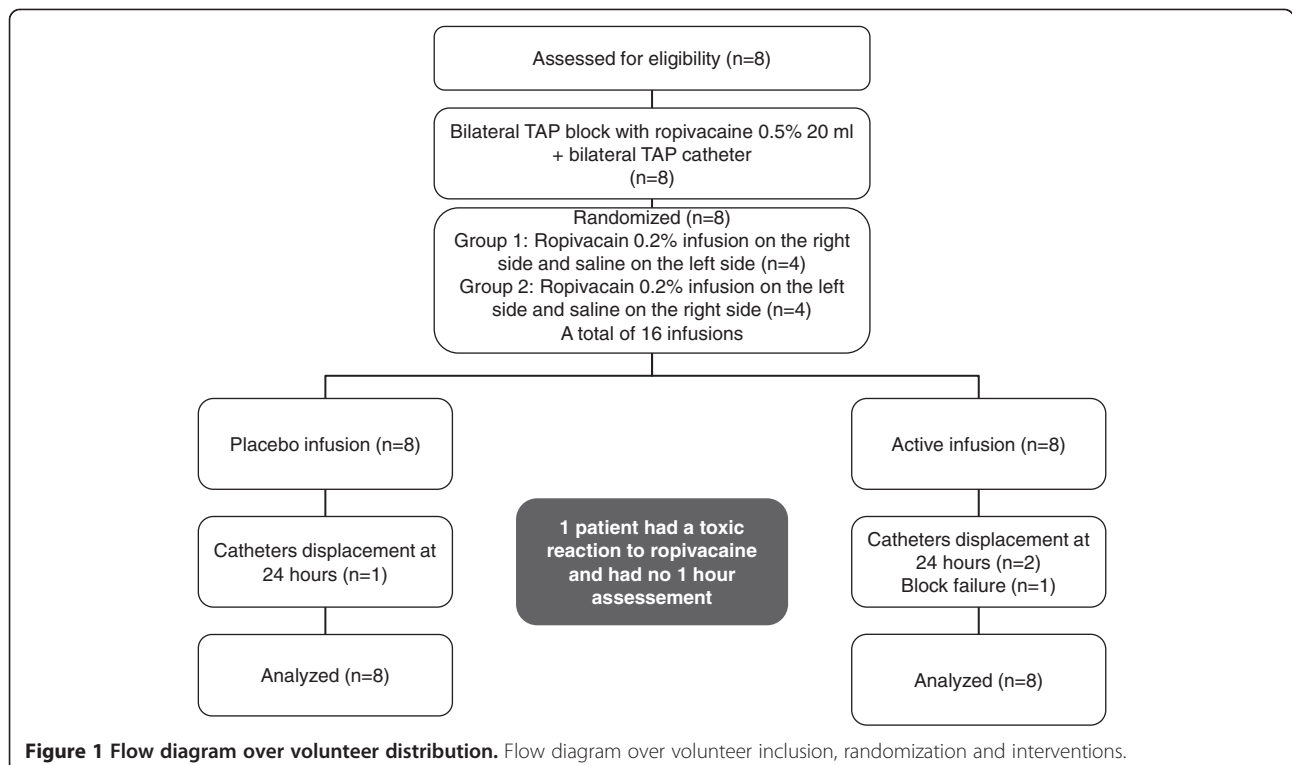 Assessed for eligibility (n=8)
Bilateral TAP block with ropivacaine 0.5% 20 ml
+ bilateral TAP catheter
(n=8)
Randomized (n=8)
Group 1: Ropivacain 0.2% infusion on the right
side and saline on the left side (n=4)
Group 2: Ropivacain 0.2% infusion on the left
side and saline on the right side (n=4)
A total of 16 infusions
Placebo infusion (n=8)
Active infusion (n=8)
Catheters displacement at
24 hours (n=1)
1 patient had a toxic
reaction to ropivacaine
and had no 1 hour
assessement
Catheters displacement at
24 hours (n=2)
Block failure (n=1)
Analyzed (n=8)
Analyzed (n=8)
Figure 1 Flow diagram over volunteer distribution. Flow diagram over volunteer inclusion, randomization and interventions.